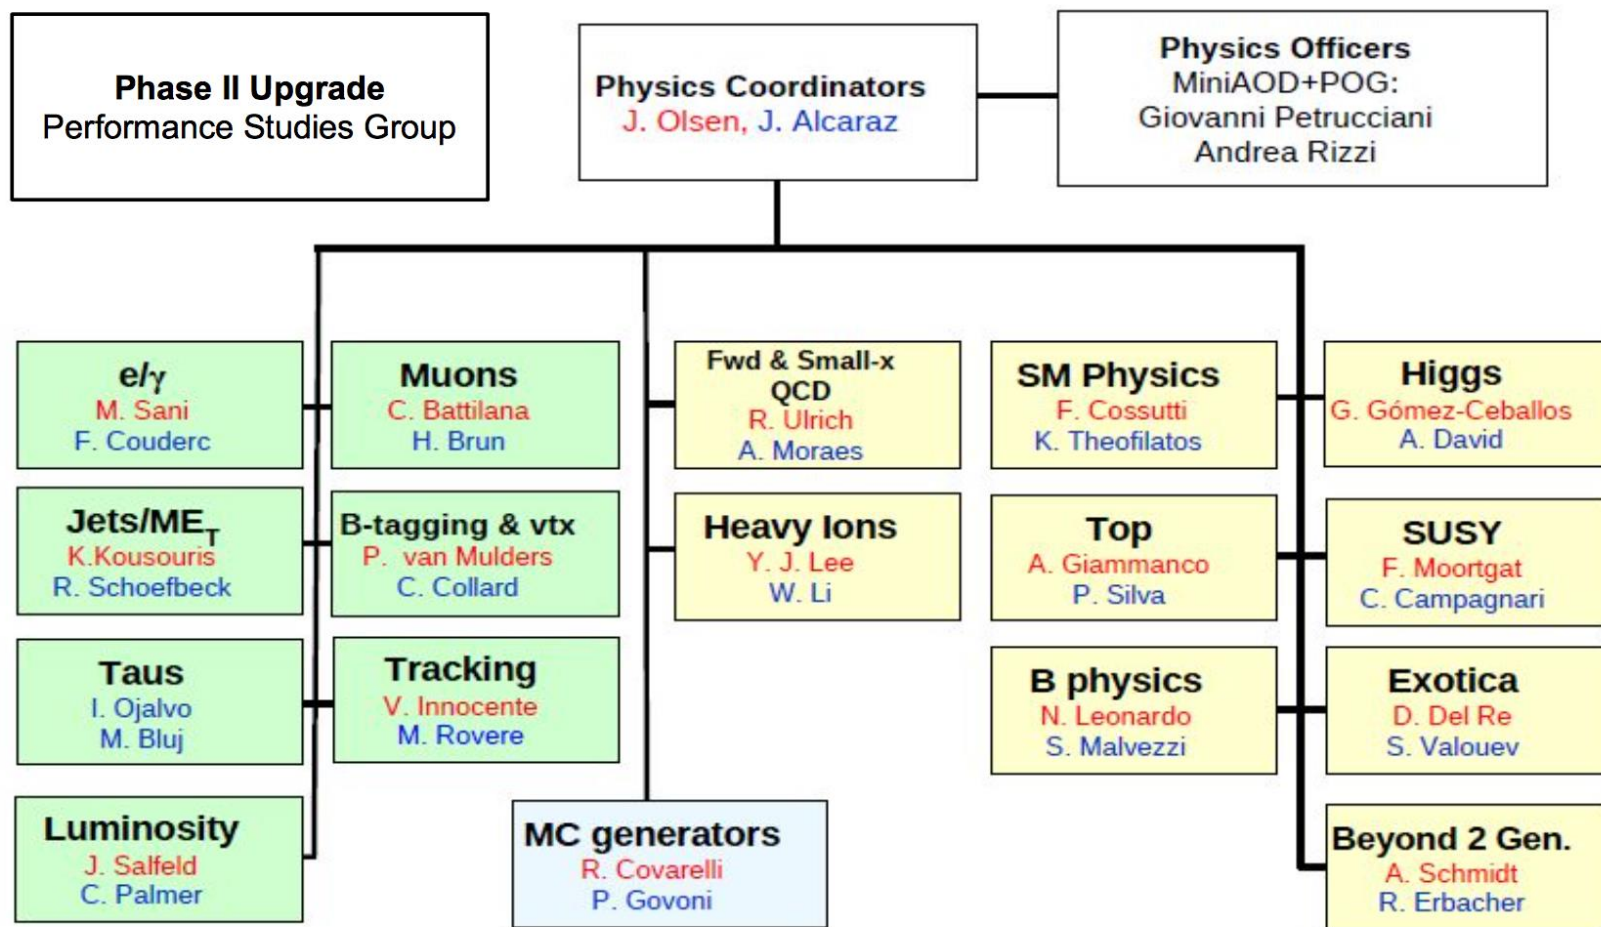 Phase II Upgrade
Performance Studies Group
Physics Coordinators
J. Olsen, J. Alcaraz
Physics Officers
MiniAOD+POG:
Giovanni Petrucciani
Andrea Rizzi
e/γ
M. Sani
F. Couderc
Muons
C. Battilana
H. Brun
Fwd & Small-x
QCD
R. Ulrich
A. Moraes
SM Physics
F. Cossutti
K. Theofilatos
Higgs
G. Gómez-Ceballos
A. David
Jets/ME_T
K.Kousouris
R. Schoefbeck
B-tagging & vtx
P. van Mulders
C. Collard
Heavy Ions
Y. J. Lee
W. Li
Top
A. Giammanco
P. Silva
SUSY
F. Moortgat
C. Campagnari
Taus
I. Ojalvo
M. Bluj
Tracking
V. Innocente
M. Rovere
B physics
N. Leonardo
S. Malvezzi
Exotica
D. Del Re
S. Valouev
Luminosity
J. Salfeld
C. Palmer
MC generators
R. Covarelli
P. Govoni
Beyond 2 Gen.
A. Schmidt
R. Erbacher